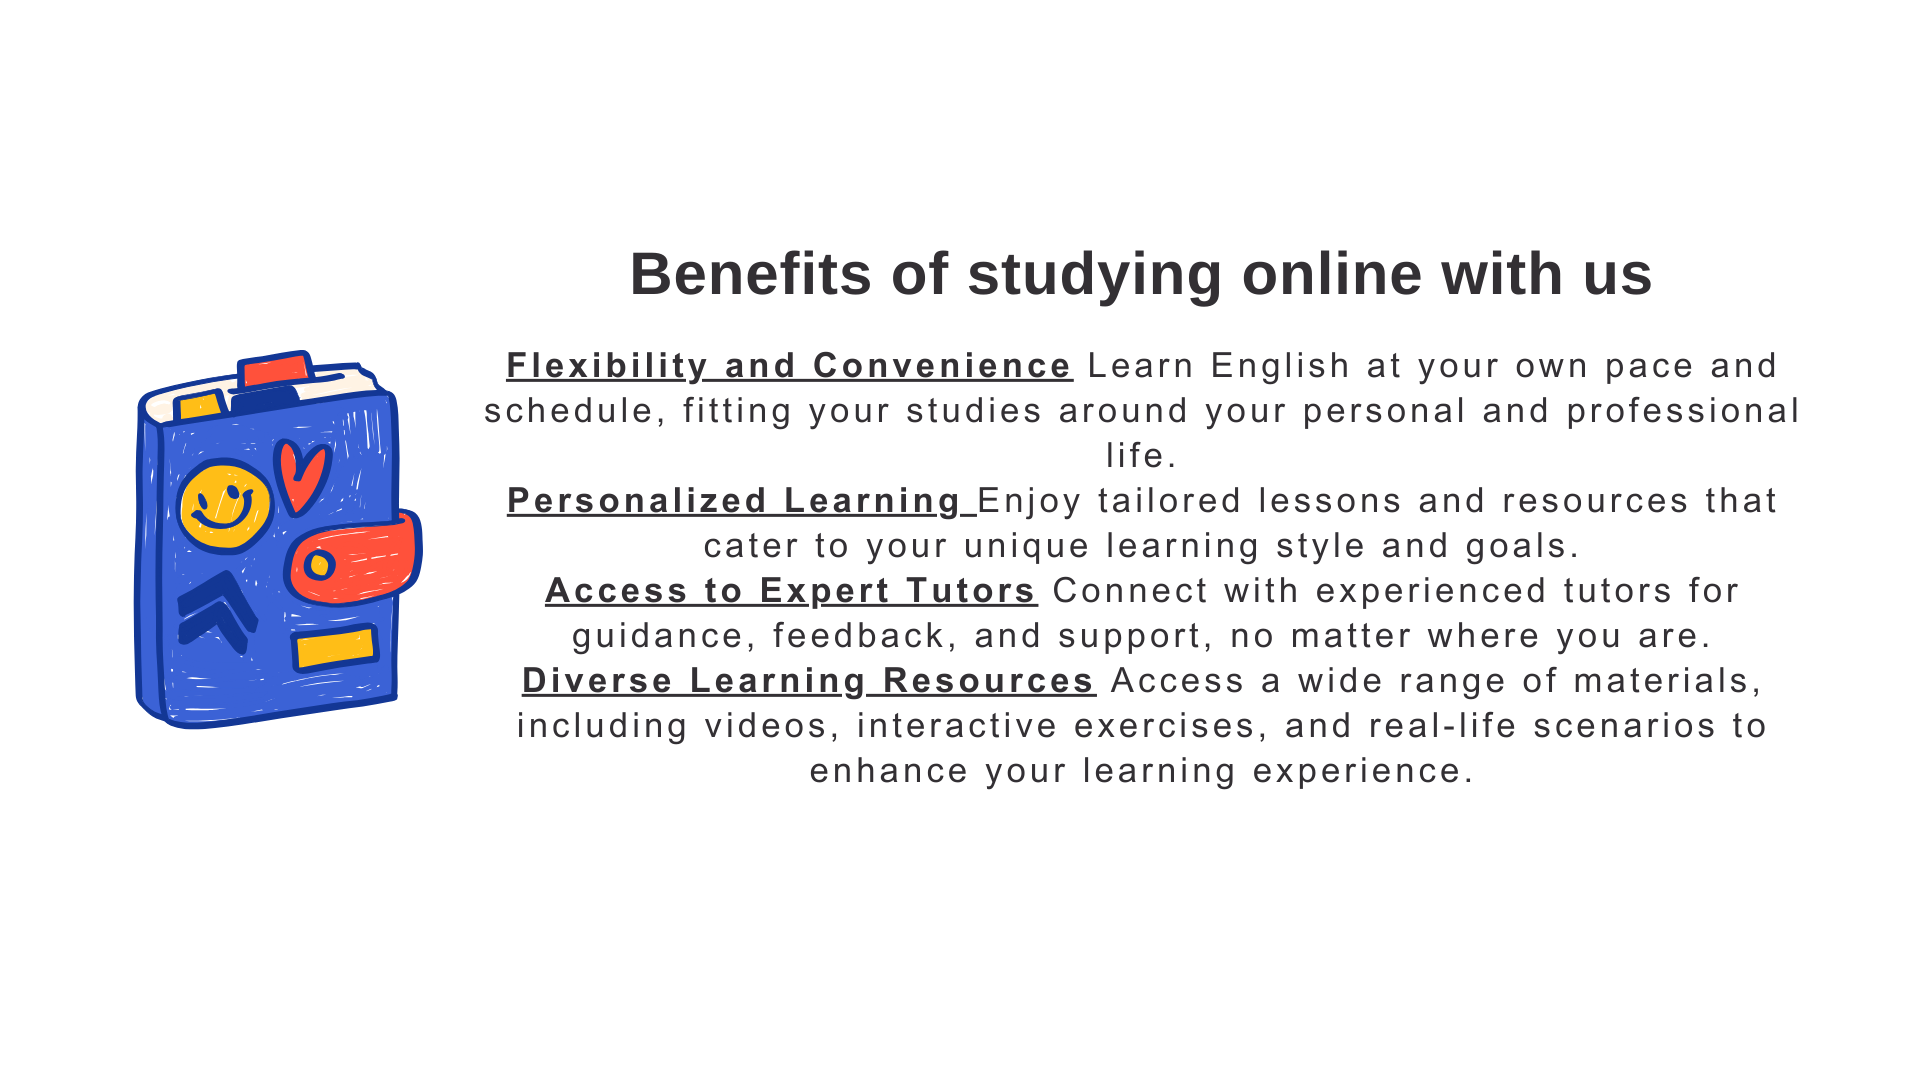 Benefits of studying online with us
Flexibility and Convenience Learn English at your own pace and
schedule, fitting your studies around your personal and professional
life.
Personalized Learning Enjoy tailored lessons and resources that
cater to your unique learning style and goals.
Access to Expert Tutors Connect with experienced tutors for
guidance, feedback, and support, no matter where you are.
Diverse Learning Resources Access a wide range of materials,
including videos, interactive exercises, and real-life scenarios to
enhance your learning experience.